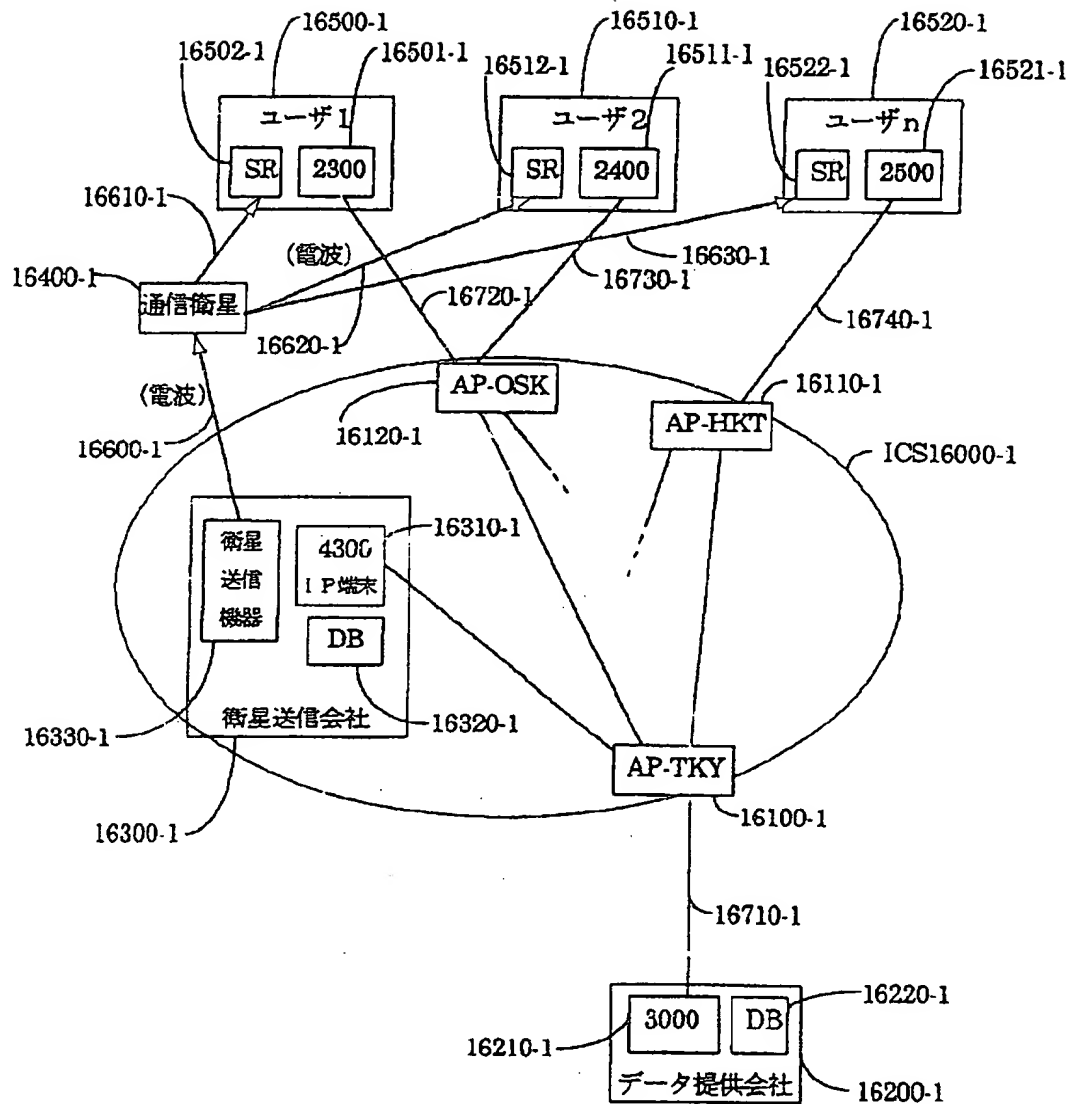 16500-1
16510-1
16520-1
16502-1
16501-1
16512-1
16511-1
16522-1
16521-1
ユーザ1
ユーザ2
ユーザn
SR
2300
SR
2400
SR
2500
16610-1
(電波)
16630-1
16400-1
通信衛星
16730-1
16720-1
16620-1
16740-1
(電波)
AP-OSK
16110-1
16600-1
16120-1
AP-HKT
ICS16000-1
衛星
送信
機器
4300
IP端末
16310-1
DB
衛星送信会社
16320-1
16330-1
AP-TKY
16300-1
16100-1
16710-1
3000
DB
16220-1
16210-1
データ提供会社
16200-1